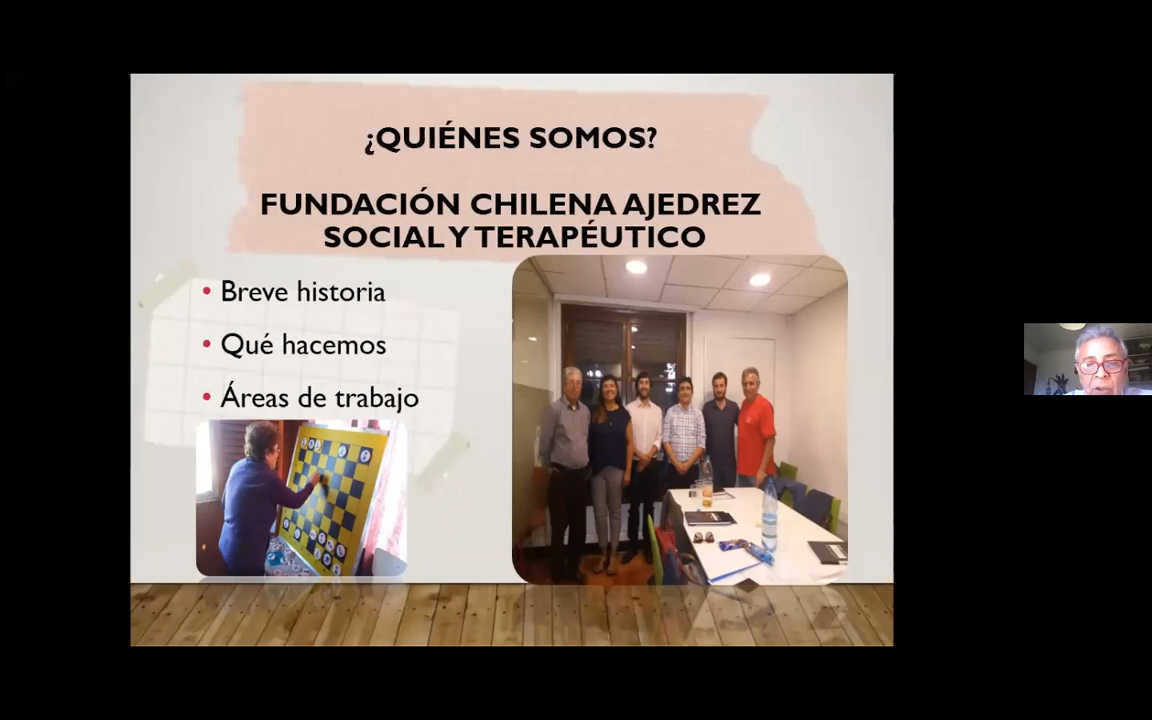 ¿QUIÉNES SOMOS?
FUNDACIÓN CHILENA AJEDREZ
SOCIAL Y TERAPÉUTICO
• Breve historia
• Qué hacemos
• Áreas de trabajo